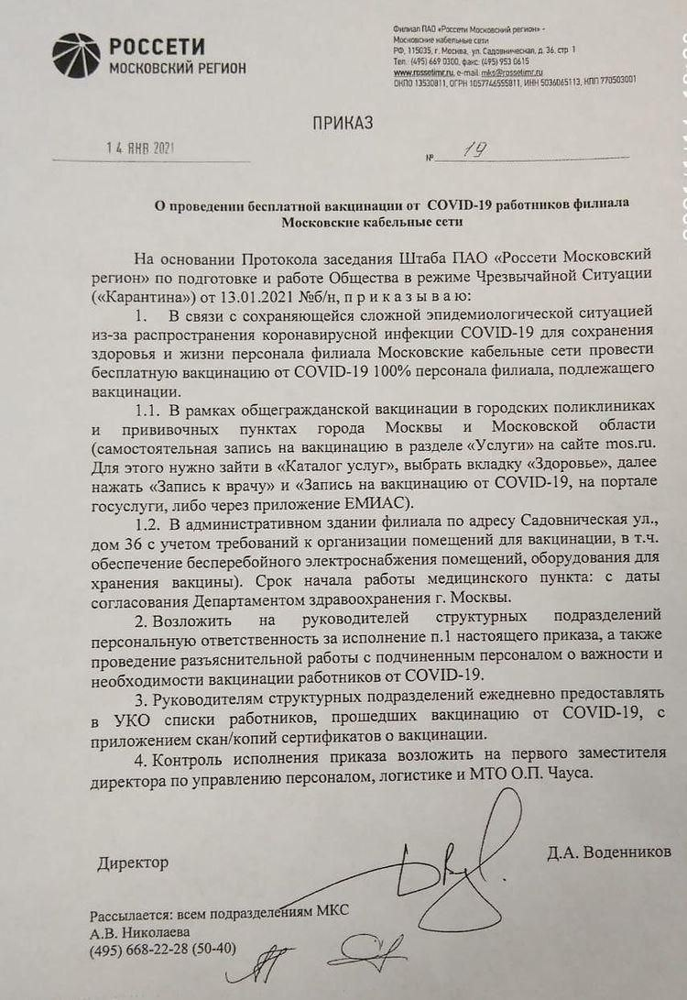 РОССЕТИ
МОСКОВСКИЙ РЕГИОН
Филиал ПАО «Россети Московский регион» -
Московские кабельные сети
РФ, 115035, г. Москва, ул. Садовническая, д. 36, стр. 1
Тел. (495) 669 0300, факс: (495) 953 0615
www.rossetimr.ru, e-mail: mks@rossetimr.ru
ОКПО 13530811, ОГРН 1057746555811, ИНН 5036065113, КПП 770503001
ПРИКАЗ
14 ЯНВ 2021
№ 19
О проведении бесплатной вакцинации от COVID-19 работников филиала
Московские кабельные сети
На основании Протокола заседания Штаба ПАО «Россети Московский
регион» по подготовке и работе Общества в режиме Чрезвычайной Ситуации
(«Карантина») от 13.01.2021 №б/н, п р и к а з ы в а ю:
1. В связи с сохраняющейся сложной эпидемиологической ситуацией
из-за распространения коронавирусной инфекции COVID-19 для сохранения
здоровья и жизни персонала филиала Московские кабельные сети провести
бесплатную вакцинацию от COVID-19 100% персонала филиала, подлежащего
вакцинации.
1.1. В рамках общегражданской вакцинации в городских поликлиниках
и прививочных пунктах города Москвы и Московской области
(самостоятельная запись на вакцинацию в разделе «Услуги» на сайте mos.ru.
Для этого нужно зайти в «Каталог услуг», выбрать вкладку «Здоровье», далее
нажать «Запись к врачу» и «Запись на вакцинацию от COVID-19, на портале
госуслуги, либо через приложение ЕМИАС).
1.2. В административном здании филиала по адресу Садовническая ул.,
дом 36 с учетом требований к организации помещений для вакцинации, в т.ч.
обеспечение бесперебойного электроснабжения помещений, оборудования для
хранения вакцины). Срок начала работы медицинского пункта: с даты
согласования Департаментом здравоохранения г. Москвы.
2. Возложить на руководителей структурных подразделений
персональную ответственность за исполнение п.1 настоящего приказа, а также
проведение разъяснительной работы с подчиненным персоналом о важности и
необходимости вакцинации работников от COVID-19.
3. Руководителям структурных подразделений ежедневно предоставлять
в УКО списки работников, прошедших вакцинацию от COVID-19, с
приложением скан/копий сертификатов о вакцинации.
4. Контроль исполнения приказа возложить на первого заместителя
директора по управлению персоналом, логистике и МТО О.П. Чауса.
Директор
Д.А. Воденников
Рассылается: всем подразделениям МКС
А.В. Николаева
(495) 668-22-28 (50-40)